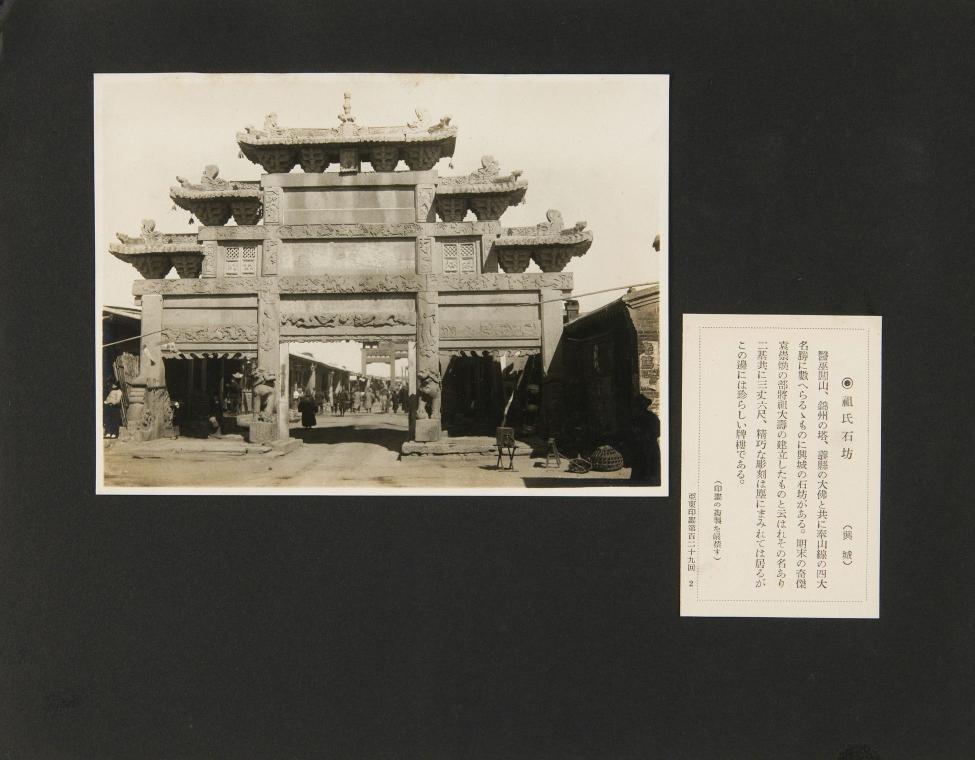 ◉ 祖氏石坊　（興城）
醫巫閭山、錦州の塔、義縣の大佛と共に奉山線の四大
名勝に數へらるゝものに興城の石坊がある。明末の奇傑
袁崇煥の部將祖大壽の建立したものと云はれその名あり
二基共に三丈六尺、精巧な彫刻は塵にまみれては居るが
この邊には珍らしい牌樓である。
（印畫の複製を嚴禁す）
亞東印畫第百二十九回　2